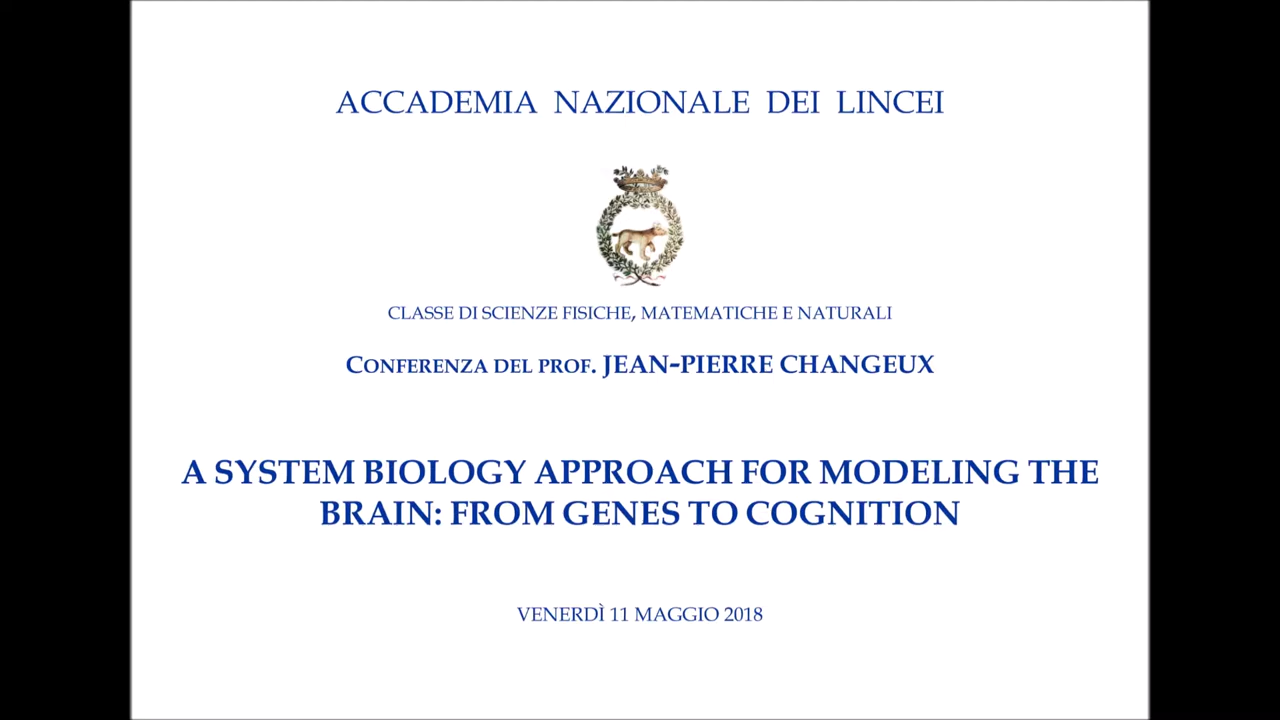 ACCADEMIA NAZIONALE DEI LINCEI
CLASSE DI SCIENZE FISICHE, MATEMATICHE E NATURALI
CONFERENZA DEL PROF. JEAN-PIERRE CHANGEUX
A SYSTEM BIOLOGY APPROACH FOR MODELING THE
BRAIN: FROM GENES TO COGNITION
VENERDÌ 11 MAGGIO 2018